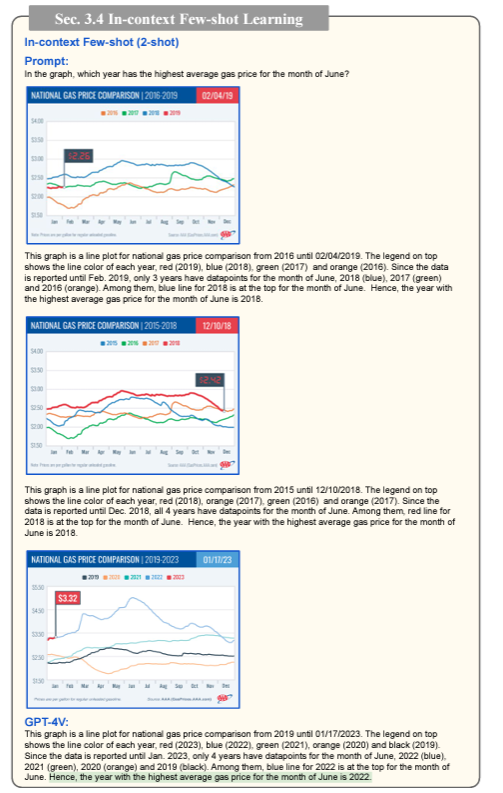 Sec. 3.4 In-context Few-shot Learning
In-context Few-shot (2-shot)
Prompt:
In the graph, which year has the highest average gas price for the month of June?
NATIONAL GAS PRICE COMPARISON | 2016-2019 02/04/19
2016 2017 2018 2019
$4.00
$3.50
$3.00
$2.50
$2.00
$1.50
Jan Feb Mar Apr May Jun Jul Aug Sep Oct Nov Dec
This graph is a line plot for national gas price comparison from 2016 until 02/04/2019. The legend on top
shows the line color of each year, red (2019), blue (2018), green (2017) and orange (2016). Since the data
is reported until Feb. 2019, only 3 years have datapoints for the month of June, 2018 (blue), 2017 (green)
and 2016 (orange). Among them, blue line for 2018 is at the top for the month of June. Hence, the year with
the highest average gas price for the month of June is 2018.
NATIONAL GAS PRICE COMPARISON | 2015-2018 12/10/18
2015 2016 2017 2018
$4.00
$3.50
$3.00
$2.50
$2.00
$1.50
Jan Feb Mar Apr May Jun Jul Aug Sep Oct Nov Dec
This graph is a line plot for national gas price comparison from 2015 until 12/10/2018. The legend on top
shows the line color of each year, red (2018), orange (2017), green (2016) and orange (2017). Since the
data is reported until Dec. 2018, all 4 years have datapoints for the month of June. Among them, red line for
2018 is at the top for the month of June. Hence, the year with the highest average gas price for the month of
June is 2018.
NATIONAL GAS PRICE COMPARISON | 2019-2023 01/17/23
2019 2020 2021 2022 2023
$5.50
$4.50
$3.50
$2.50
$1.50
$3.32
Jan Feb Mar Apr May Jun Jul Aug Sep Oct Nov Dec
GPT-4V:
This graph is a line plot for national gas price comparison from 2019 until 01/17/2023. The legend on top
shows the line color of each year, red (2023), blue (2022), green (2021), orange (2020) and black (2019).
Since the data is reported until Jan. 2023, only 4 years have datapoints for the month of June, 2022 (blue),
2021 (green), 2020 (orange) and 2019 (black). Among them, blue line for 2022 is at the top for the month of
June. Hence, the year with the highest average gas price for the month of June is 2022.